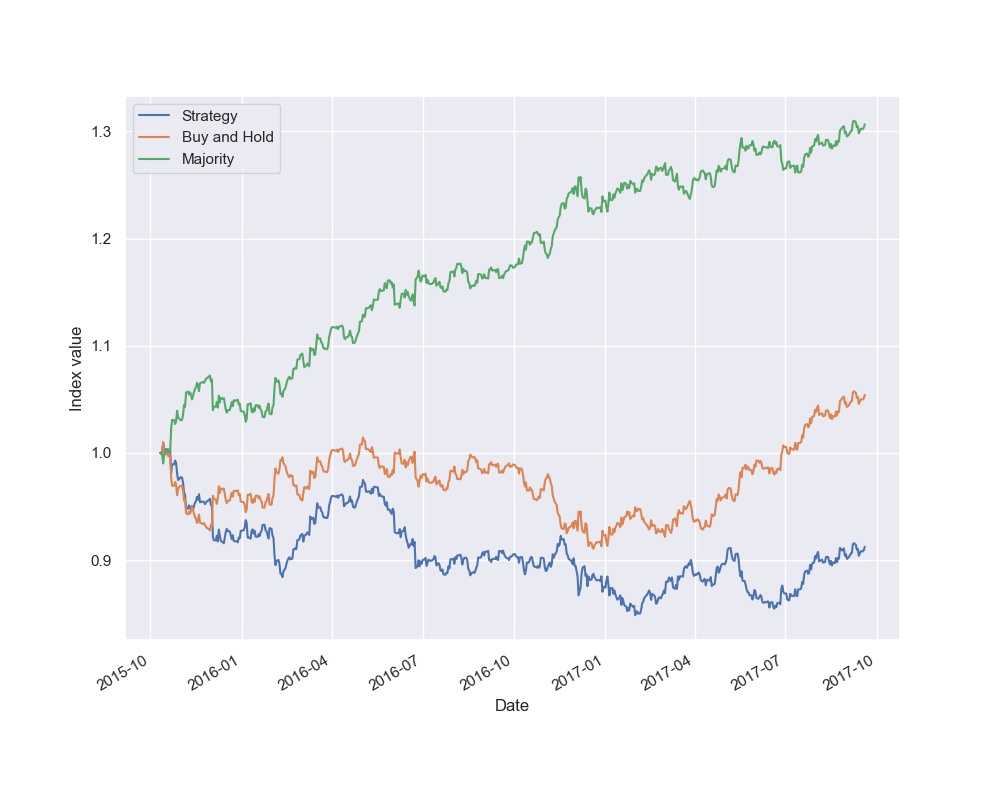 Strategy
Buy and Hold
Majority
1.3
1.2
1.1
1.0
0.9
Index value
2015-10
2016-01
2016-04
2016-07
2016-10
2017-01
2017-04
2017-07
2017-10
Date